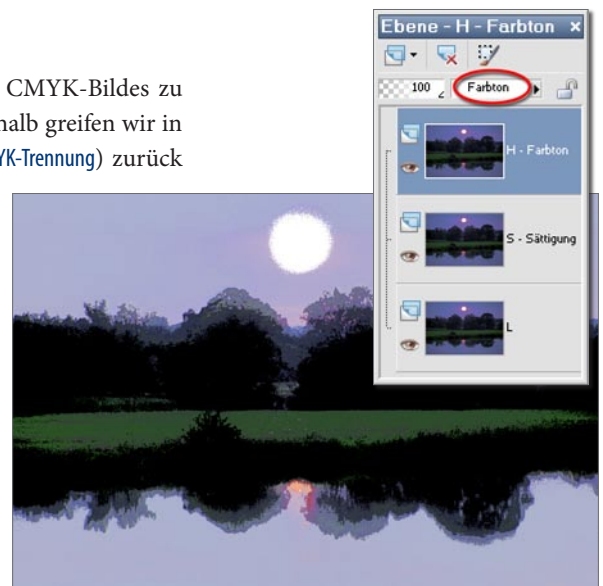 CMYK-Bildes zu
halb greifen wir in
YK-Trennung) zurück
Ebene - H - Farbton ×
100 Farbton
H - Farbton
S - Sättigung
L